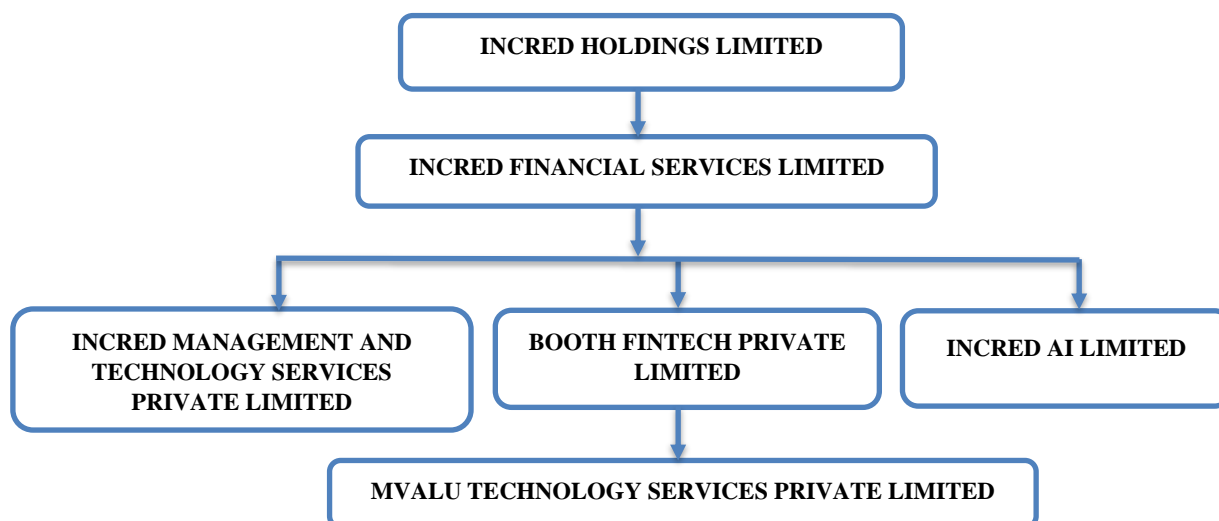 INCRED HOLDINGS LIMITED
INCRED FINANCIAL SERVICES LIMITED
INCRED MANAGEMENT AND
TECHNOLOGY SERVICES
PRIVATE LIMITED
BOOTH FINTECH PRIVATE
LIMITED
INCRED AI LIMITED
MVALU TECHNOLOGY SERVICES PRIVATE LIMITED